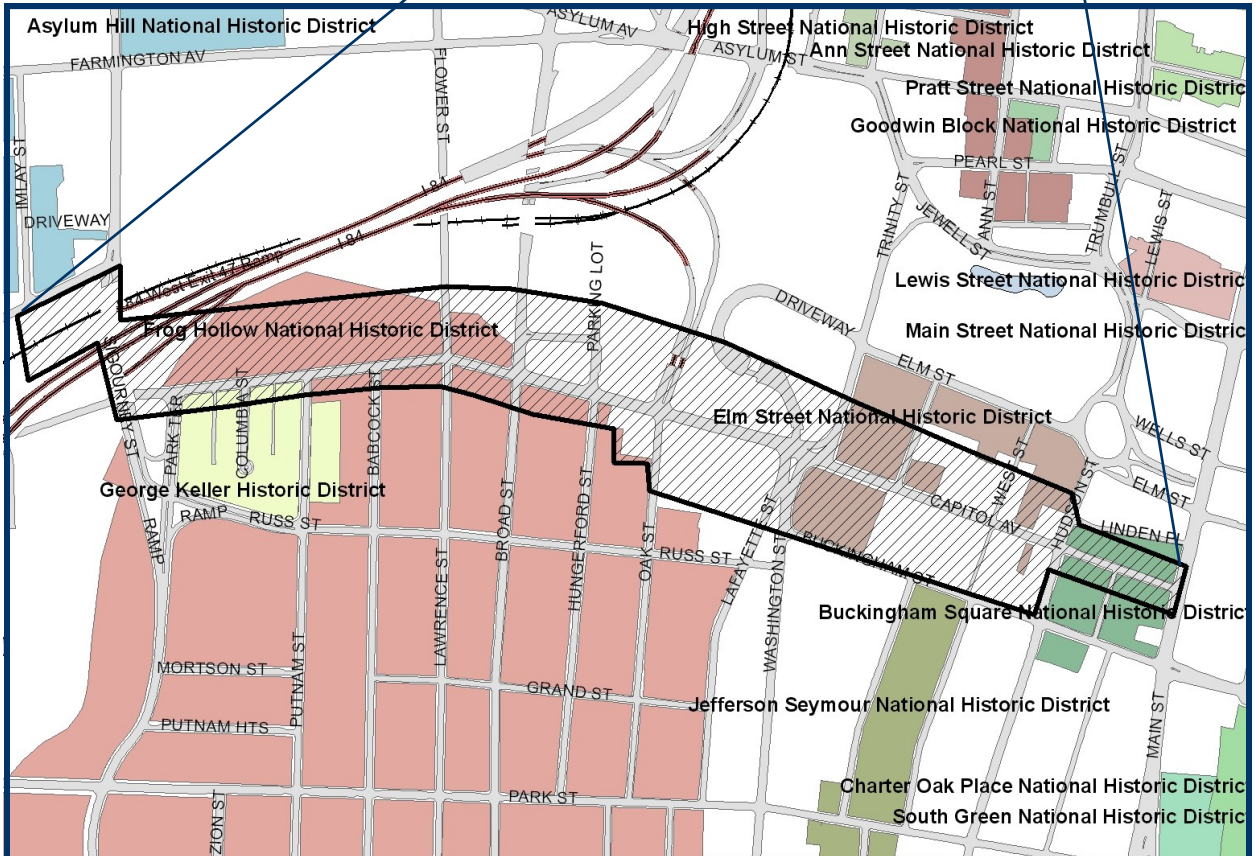 Asylum Hill National Historic District
ASYLUM AV
High Street National Historic District
ASYLUM ST
Ann Street National Historic District
FARMINGTON AV
FLOWER ST
Pratt Street National Historic Distric
Goodwin Block National Historic District
PEARL ST
IMLAY ST
TRUMBULL ST
ANN ST
TRINITY ST
JEWELL ST
LEWIS ST
I 84
DRIVEWAY
I 84
I-84 West Exit 47 Ramp
Lewis Street National Historic Distric
PARKING LOT
DRIVEWAY
Frog Hollow National Historic District
Main Street National Historic Distric
SIGOURNEY ST
ELM ST
Elm Street National Historic District
WELLS ST
PARK TER
COLUMBIA ST
BABCOCK ST
WEST ST
HUDSON ST
George Keller Historic District
ELM ST
CAPITOL AV
RAMP
RUSS ST
BROAD ST
HUNGERFORD ST
LAFAYETTE ST
LINDEN PL
RAMP
OAK ST
RUSS ST
BUCKINGHAM ST
LAWRENCE ST
WASHINGTON ST
Buckingham Square National Historic District
MORTSON ST
PUTNAM ST
GRAND ST
Jefferson Seymour National Historic District
PUTNAM HTS
MAIN ST
Charter Oak Place National Historic Distric
PARK ST
ZION ST
South Green National Historic Distric